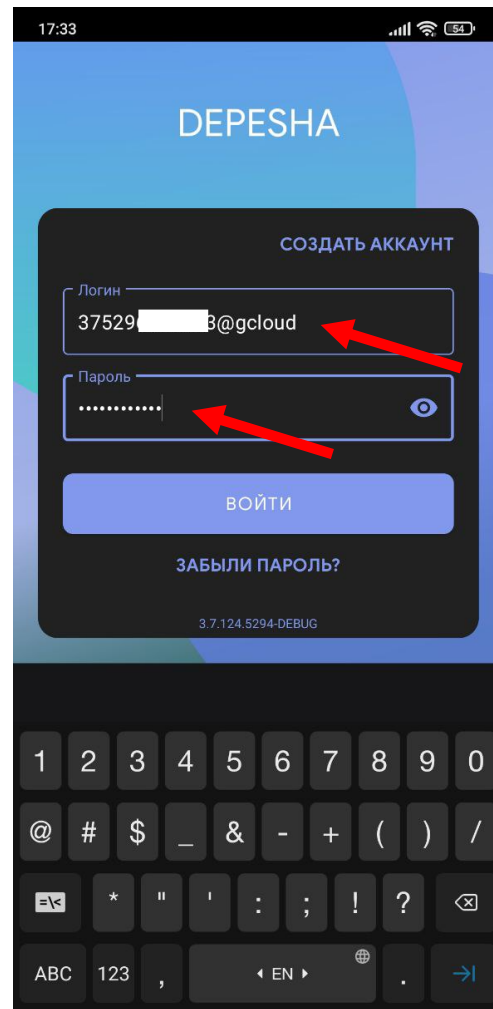 17:33
54
DEPESHA
СОЗДАТЬ АККАУНТ
Логин
37529 3@gcloud
Пароль
••••••••••••
ВОЙТИ
ЗАБЫЛИ ПАРОЛЬ?
3.7.124.5294-DEBUG
1 2 3 4 5 6 7 8 9 0
@ # $ _ & - + ( ) /
=\< * " ' : ; ! ?
ABC 123 , EN .